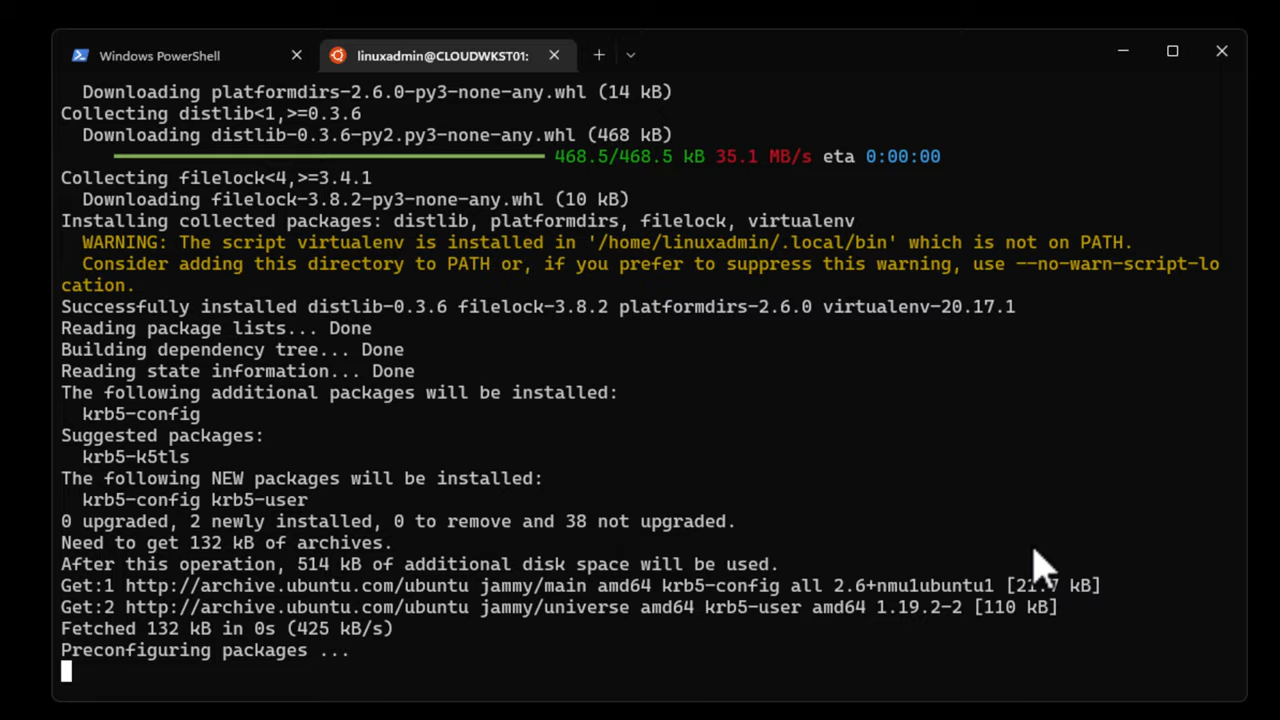 Windows PowerShell
linuxadmin@CLOUDWKST01:
Downloading platformdirs-2.6.0-py3-none-any.whl (14 kB)
Collecting distlib<1,>=0.3.6
Downloading distlib-0.3.6-py2.py3-none-any.whl (468 kB)
468.5/468.5 kB 35.1 MB/s eta 0:00:00
Collecting filelock<4,>=3.4.1
Downloading filelock-3.8.2-py3-none-any.whl (10 kB)
Installing collected packages: distlib, platformdirs, filelock, virtualenv
WARNING: The script virtualenv is installed in '/home/linuxadmin/.local/bin' which is not on PATH.
Consider adding this directory to PATH or, if you prefer to suppress this warning, use --no-warn-script-lo
cation.
Successfully installed distlib-0.3.6 filelock-3.8.2 platformdirs-2.6.0 virtualenv-20.17.1
Reading package lists... Done
Building dependency tree... Done
Reading state information... Done
The following additional packages will be installed:
krb5-config
Suggested packages:
krb5-k5tls
The following NEW packages will be installed:
krb5-config krb5-user
0 upgraded, 2 newly installed, 0 to remove and 38 not upgraded.
Need to get 132 kB of archives.
After this operation, 514 kB of additional disk space will be used.
Get:1 http://archive.ubuntu.com/ubuntu jammy/main amd64 krb5-config all 2.6+nmu1ubuntu1 [21.7 kB]
Get:2 http://archive.ubuntu.com/ubuntu jammy/universe amd64 krb5-user amd64 1.19.2-2 [110 kB]
Fetched 132 kB in 0s (425 kB/s)
Preconfiguring packages ...